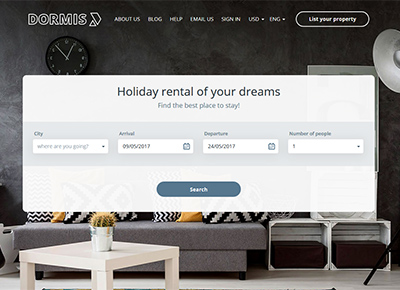 DORMIS
ABOUT US BLOG HELP EMAIL US SIGN IN USD ENG List your property
Holiday rental of your dreams
Find the best place to stay!
City Arrival Departure Number of people
where are you going? 09/05/2017 24/05/2017 1
Search